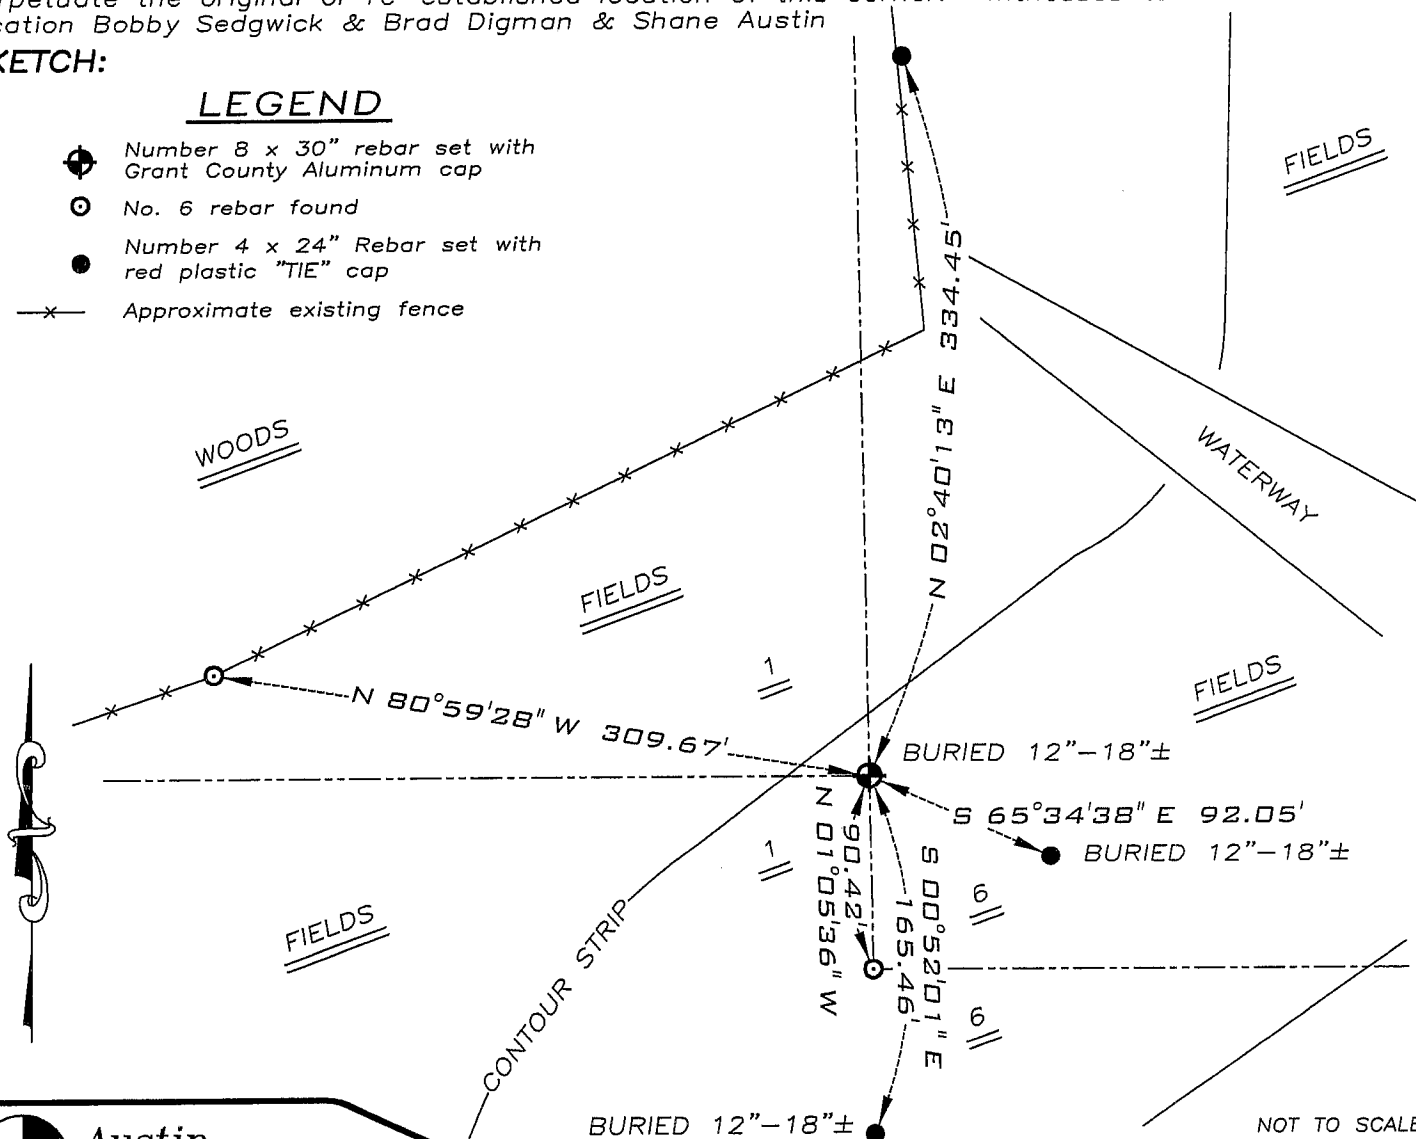 cation Bobby Sedgwick & Brad Digman & Shane Austin
KETCH:
LEGEND
Number 8 x 30" rebar set with
Grant County Aluminum cap
No. 6 rebar found
Number 4 x 24" Rebar set with
red plastic "TIE" cap
Approximate existing fence
FIELDS
N 02°40'13" E 334.45'
WOODS
WATERWAY
FIELDS
1
FIELDS
N 80°59'28" W 309.67'
BURIED 12"-18"±
S 65°34'38" E 92.05'
BURIED 12"-18"±
1
N 01°05'36" W
90.42'
S 00°52'01" E
165.46'
6
FIELDS
CONTOUR STRIP
6
BURIED 12"-18"±
NOT TO SCALE
Austin